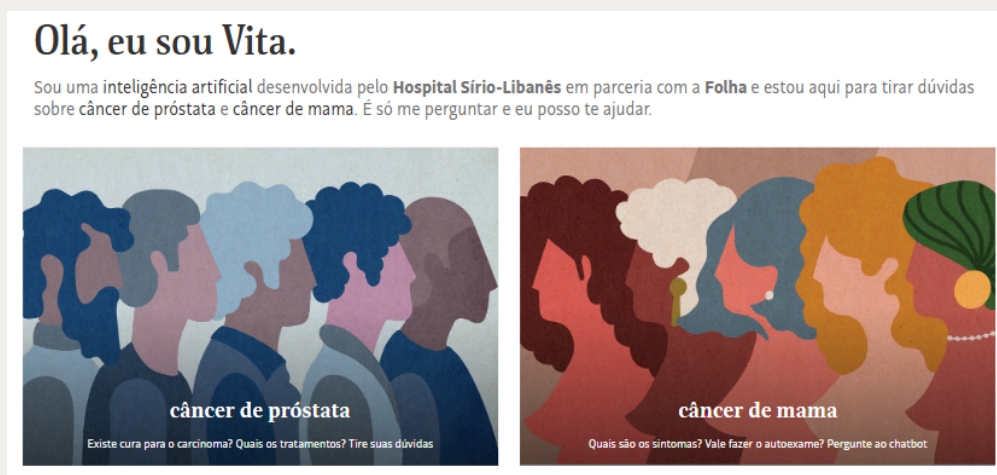 Olá, eu sou Vita.
Sou uma inteligência artificial desenvolvida pelo Hospital Sírio-Libanês em parceria com a Folha e estou aqui para tirar dúvidas
sobre câncer de próstata e câncer de mama. É só me perguntar e eu posso te ajudar.
câncer de próstata
Existe cura para o carcinoma? Quais os tratamentos? Tire suas dúvidas
câncer de mama
Quais são os sintomas? Vale fazer o autoexame? Pergunte ao chatbot